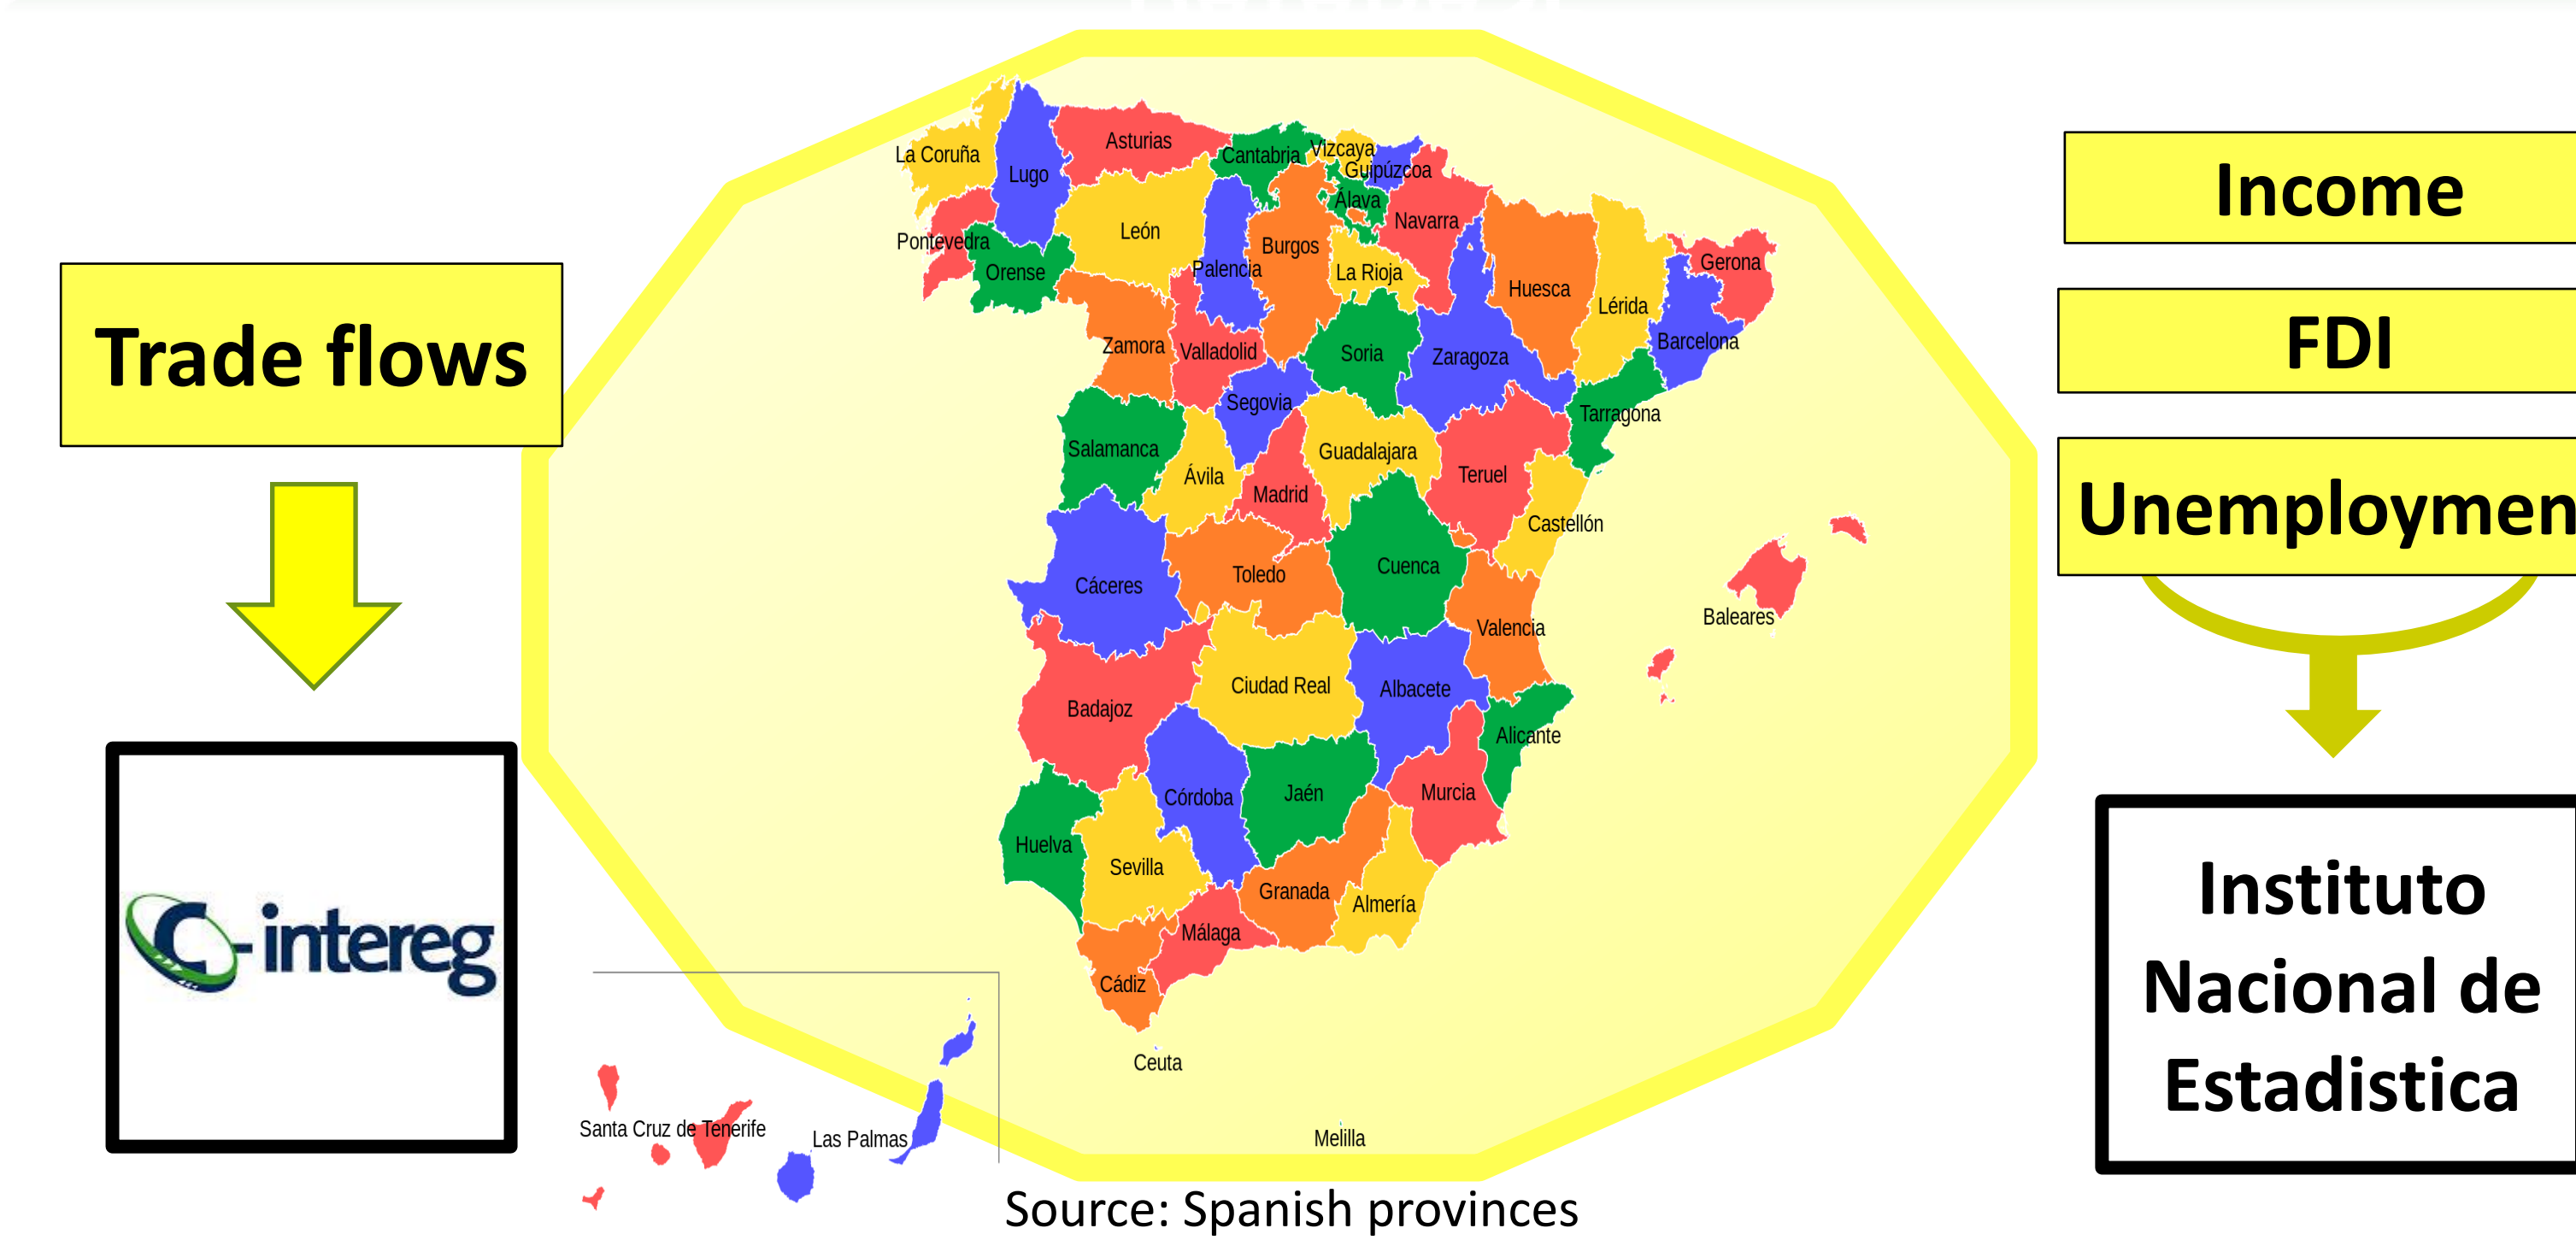 Trade flows
C-intereg
La Coruña
Lugo
Asturias
Cantabria
Vizcaya
Guipúzcoa
Álava
Navarra
Pontevedra
Orense
León
Palencia
Burgos
La Rioja
Huesca
Lérida
Gerona
Barcelona
Zamora
Valladolid
Soria
Zaragoza
Segovia
Tarragona
Salamanca
Ávila
Madrid
Guadalajara
Teruel
Castellón
Cáceres
Toledo
Cuenca
Valencia
Baleares
Badajoz
Ciudad Real
Albacete
Alicante
Huelva
Sevilla
Córdoba
Jaén
Murcia
Granada
Almería
Málaga
Cádiz
Ceuta
Melilla
Santa Cruz de Tenerife
Las Palmas
Source: Spanish provinces
Income
FDI
Unemploymen
Instituto
Nacional de
Estadistica